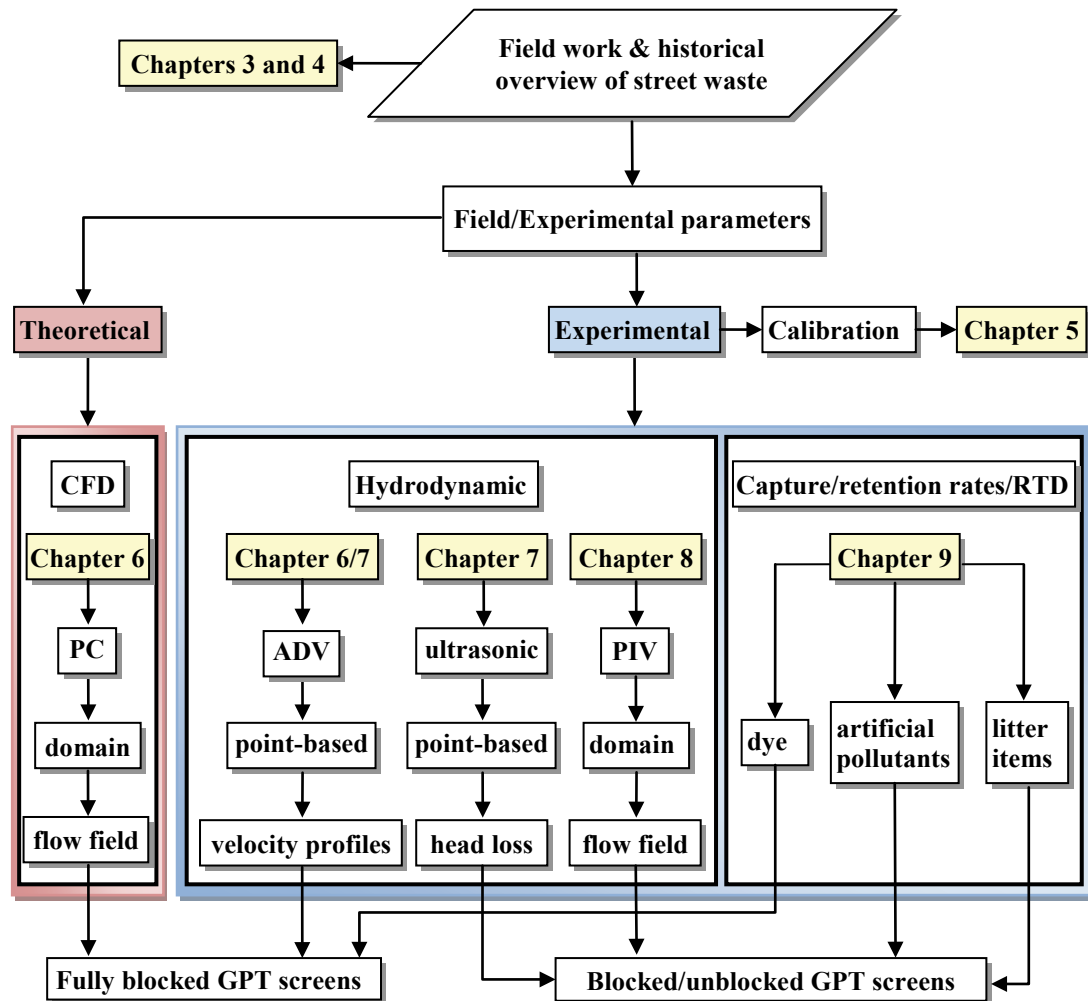 Field work & historical
overview of street waste
Chapters 3 and 4
Field/Experimental parameters
Theoretical
Experimental
Calibration
Chapter 5
CFD
Hydrodynamic
Capture/retention rates/RTD
Chapter 6
Chapter 6/7
Chapter 7
Chapter 8
Chapter 9
PC
ADV
ultrasonic
PIV
domain
point-based
point-based
domain
dye
artificial
pollutants
litter
items
flow field
velocity profiles
head loss
flow field
Fully blocked GPT screens
Blocked/unblocked GPT screens